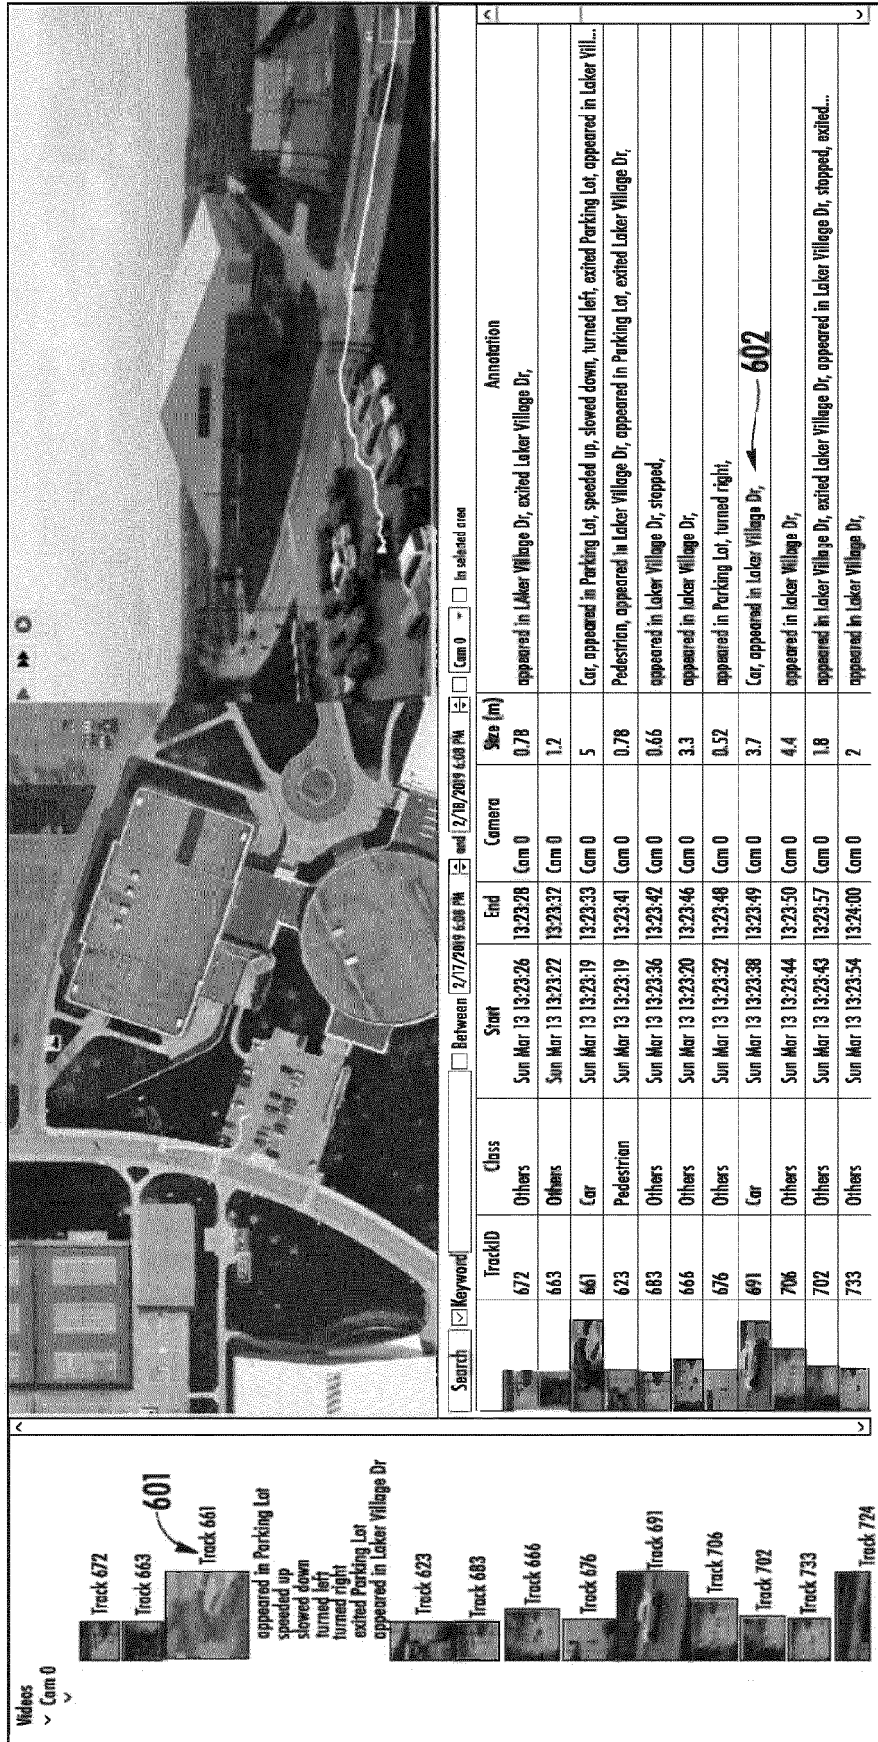 Videos
Cam 0
Track 672
Track 663
601
Track 661
appeared in Parking Lot
speeded up
slowed down
turned left
turned right
exited Parking Lot
appeared in Laker Village Dr
Track 623
Track 683
Track 666
Track 676
Track 691
Track 706
Track 702
Track 733
Track 724
Search Keyword Between 2/17/2019 6:08 PM and 2/18/2019 6:08 PM Cam 0 In selected area
TrackID Class Start End Camera Size (m) Annotation
672 Others Sun Mar 13 13:23:26 13:23:28 Cam 0 0.78 appeared in LAker Village Dr, exited Laker Village Dr,
663 Others Sun Mar 13 13:23:22 13:23:32 Cam 0 1.2
661 Car Sun Mar 13 13:23:19 13:23:33 Cam 0 5 Car, appeared in Parking Lot, speeded up, slowed down, turned left, exited Parking Lot, appeared in Laker Vill...
623 Pedestrian Sun Mar 13 13:23:19 13:23:41 Cam 0 0.78 Pedestrian, appeared in Laker Village Dr, appeared in Parking Lot, exited Laker Village Dr,
683 Others Sun Mar 13 13:23:36 13:23:42 Cam 0 0.66 appeared in Laker Village Dr, stopped,
666 Others Sun Mar 13 13:23:20 13:23:46 Cam 0 3.3 appeared in Laker Village Dr,
676 Others Sun Mar 13 13:23:32 13:23:48 Cam 0 0.52 appeared in Parking Lot, turned right,
691 Car Sun Mar 13 13:23:38 13:23:49 Cam 0 3.7 Car, appeared in Laker Village Dr, 602
706 Others Sun Mar 13 13:23:44 13:23:50 Cam 0 4.4 appeared in Laker Village Dr,
702 Others Sun Mar 13 13:23:43 13:23:57 Cam 0 1.8 appeared in Laker Village Dr, exited Laker Village Dr, appeared in Laker Village Dr, stopped, exited...
733 Others Sun Mar 13 13:23:54 13:24:00 Cam 0 2 appeared in Laker Village Dr,